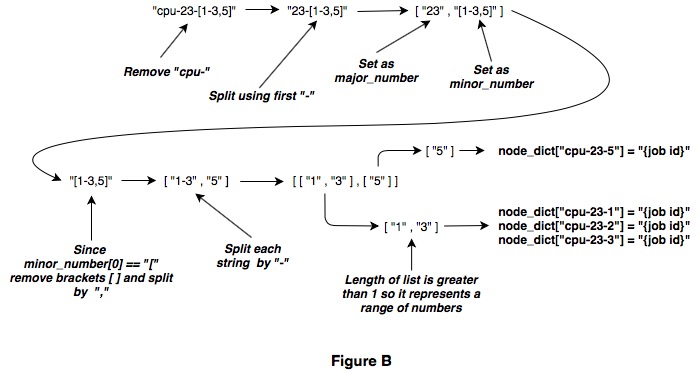 "cpu-23-[1-3,5]"
"23-[1-3,5]"
[ "23" , "[1-3,5]" ]
Remove "cpu-"
Split using first "-"
Set as
major_number
Set as
minor_number
"[1-3,5]"
[ "1-3" , "5" ]
[ [ "1" , "3" ] , [ "5" ] ]
[ "5" ]
node_dict["cpu-23-5"] = "{job id}"
[ "1" , "3" ]
node_dict["cpu-23-1"] = "{job id}"
node_dict["cpu-23-2"] = "{job id}"
node_dict["cpu-23-3"] = "{job id}"
Since
minor_number[0] == "["
remove brackets [ ] and split
by ","
Split each
string by "-"
Length of list is greater
than 1 so it represents a
range of numbers
Figure B